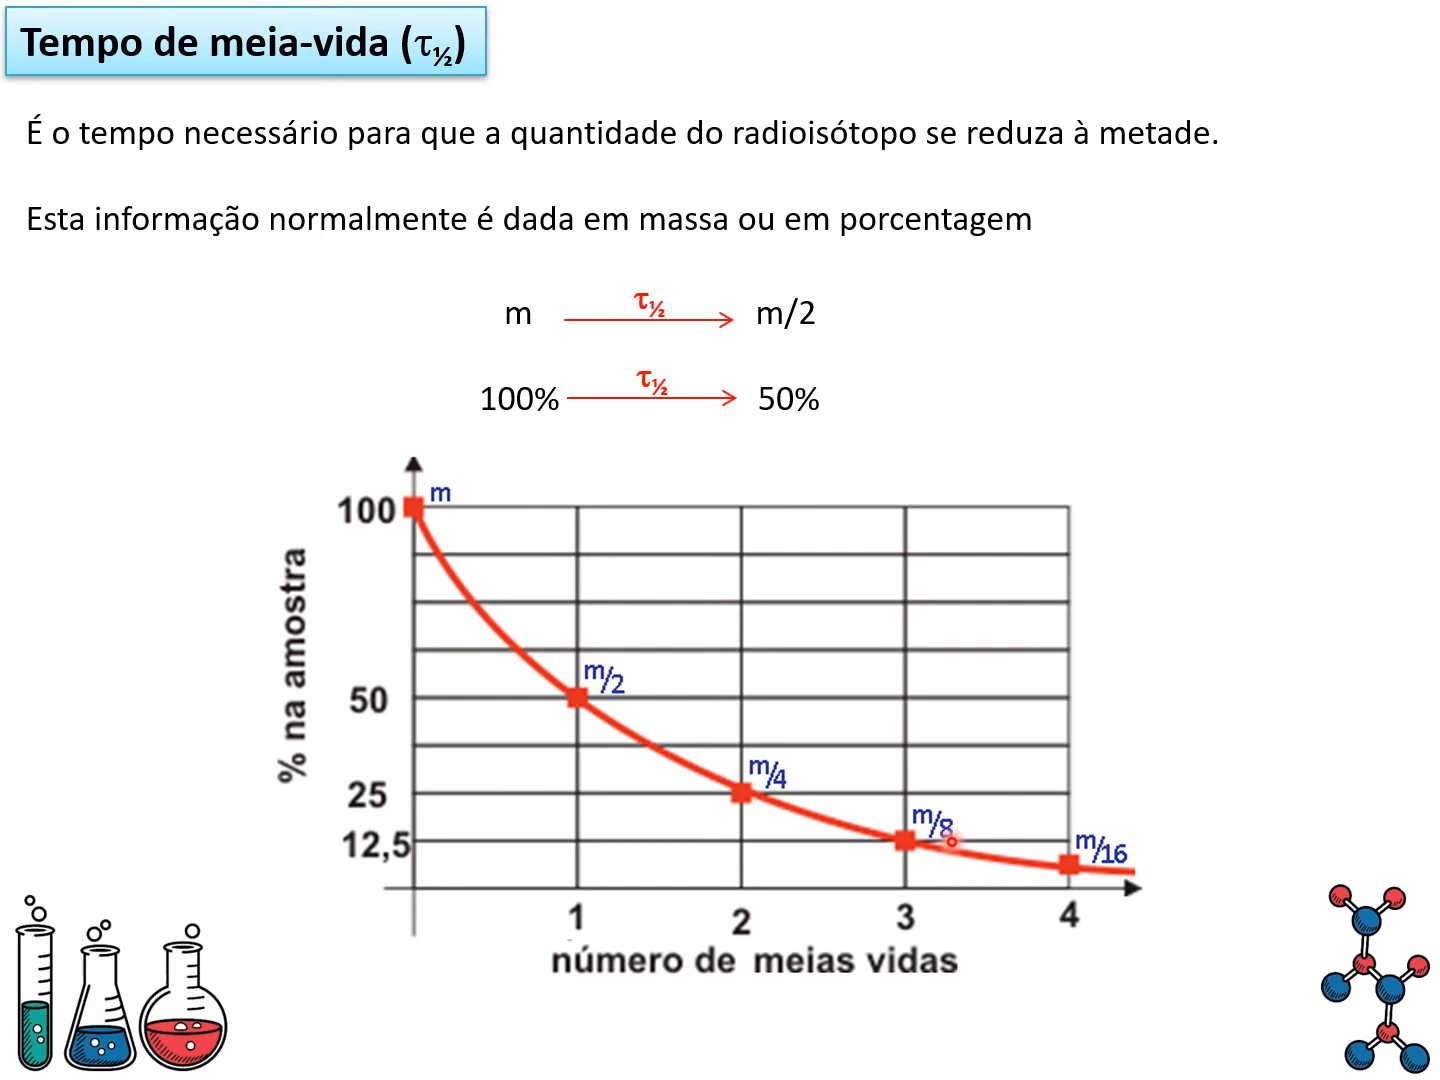 Tempo de meia-vida (τ½)
É o tempo necessário para que a quantidade do radioisótopo se reduza à metade.
Esta informação normalmente é dada em massa ou em porcentagem
m τ½ m/2
100% τ½ 50%
% na amostra
100
50
25
12,5
m
m/2
m/4
m/8
m/16
1 2 3 4
número de meias vidas